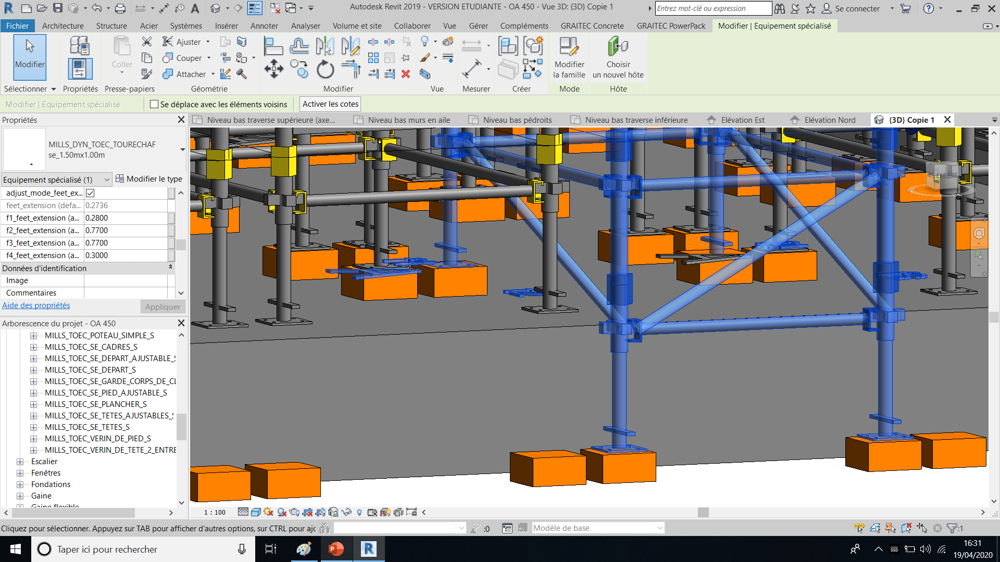 Autodesk Revit 2019 - VERSION ETUDIANTE - OA 450 - Vue 3D: {3D} Copie 1
Entrez mot-clé ou expression
Se connecter
Fichier Architecture Structure Acier Systèmes Insérer Annoter Analyser Volume et site Collaborer Vue Gérer Compléments GRAITEC Concrete GRAITEC PowerPack Modifier | Equipement spécialisé
Modifier
Coller
Ajuster
Couper
Attacher
Modifier
la famille
Choisir
un nouvel hôte
Sélectionner Propriétés Presse-papiers Géométrie Modifier Vue Mesurer Créer Mode Hôte
Modifier | Equipement spécialisé
Se déplace avec les éléments voisins
Activer les cotes
Propriétés
Niveau bas traverse supérieure (axe...
Niveau bas murs en aile
Niveau bas pédroits
Niveau bas traverse inférieure
Elévation Est
Elévation Nord
{3D} Copie 1
MILLS_DYN_TOEC_TOURECHAF
se_1.50mx1.00m
Equipement spécialisé (1)
Modifier le type
adjust_mode_feet_ex...
feet_extension (defa... 0.2736
f1_feet_extension (a... 0.2800
f2_feet_extension (a... 0.7700
f3_feet_extension (a... 0.7700
f4_feet_extension (a... 0.3000
Données d'identification
Image
Commentaires
Aide des propriétés
Appliquer
ARRIÈRE
Arborescence du projet - OA 450
MILLS_TOEC_POTEAU_SIMPLE_S
MILLS_TOEC_SE_CADRES_S
MILLS_TOEC_SE_DEPART_AJUSTABLE_S
MILLS_TOEC_SE_DEPART_S
MILLS_TOEC_SE_GARDE_CORPS_DE_CL
MILLS_TOEC_SE_PIED_AJUSTABLE_S
MILLS_TOEC_SE_PLANCHER_S
MILLS_TOEC_SE_TETES_AJUSTABLES_S
MILLS_TOEC_SE_TETES_S
MILLS_TOEC_VERIN_DE_PIED_S
MILLS_TOEC_VERIN_DE_TETE_2_ENTRE
Escalier
Fenêtres
Fondations
Gaine
Gaine flexible
1 : 100
Cliquez pour sélectionner. Appuyez sur TAB pour afficher d'autres options, sur CTRL pour ajo
:0
Modèle de base
:1
Taper ici pour rechercher
SSD
16:31
19/04/2020